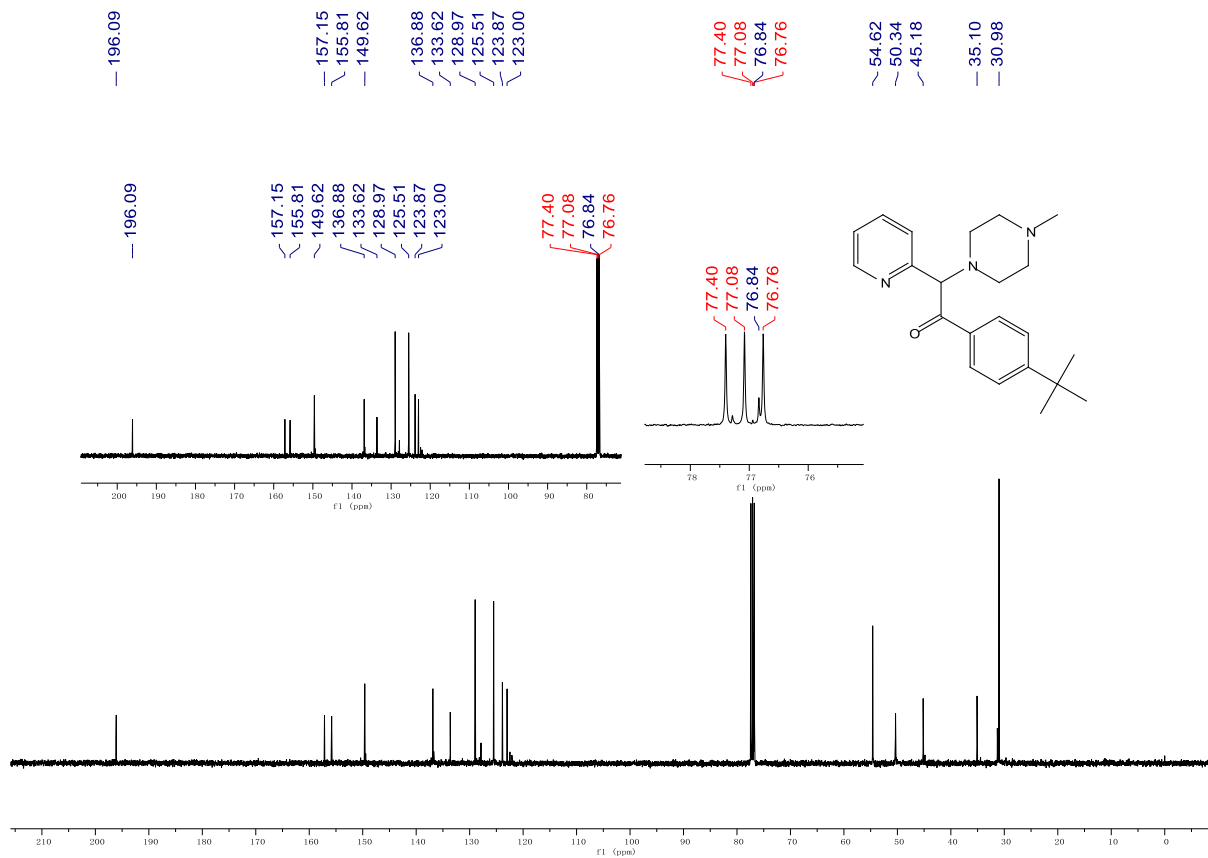 196.09 157.15 155.81 149.62 136.88 133.62 128.97 125.51 123.87 123.00 77.40 77.08 76.84 76.76 54.62 50.34 45.18 35.10 30.98
196.09 157.15 155.81 149.62 136.88 133.62 128.97 125.51 123.87 123.00 77.40 77.08 76.84 76.76
200 190 180 170 160 150 140 130 120 110 100 90 80
f1 (ppm)
77.40 77.08 76.84 76.76
78 77 76
f1 (ppm)
N
N
N
O
210 200 190 180 170 160 150 140 130 120 110 100 90 80 70 60 50 40 30 20 10 0
f1 (ppm)